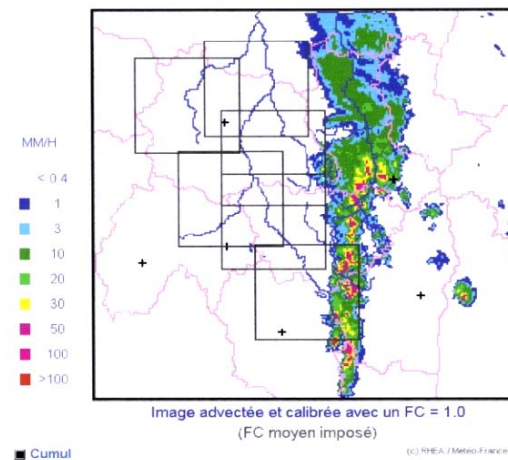 MM/H
< 0 4
1
3
10
20
30
50
100
>100
Image advectée et calibrée avec un FC = 1.0
(FC moyen imposé)
Cumul
(c) RHEA / Météo-France